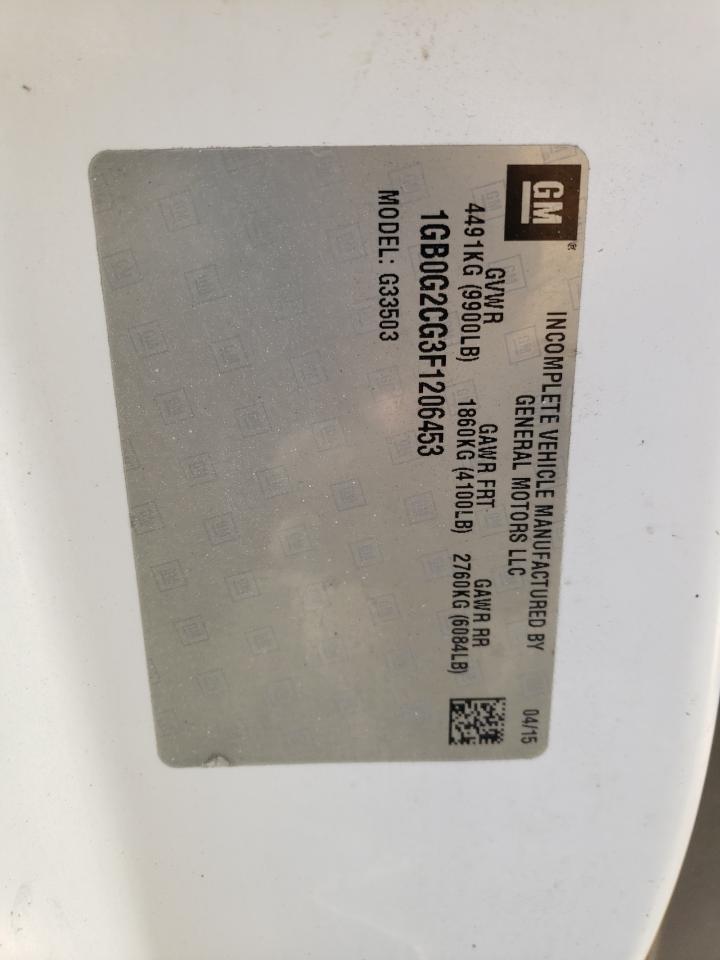 GM®
INCOMPLETE VEHICLE MANUFACTURED BY
GENERAL MOTORS LLC
04/15
GVWR GAWR FRT GAWR RR
4491KG (9900LB) 1860KG (4100LB) 2760KG (6084LB)
1GB0G2CG3F1206453
MODEL: G33503